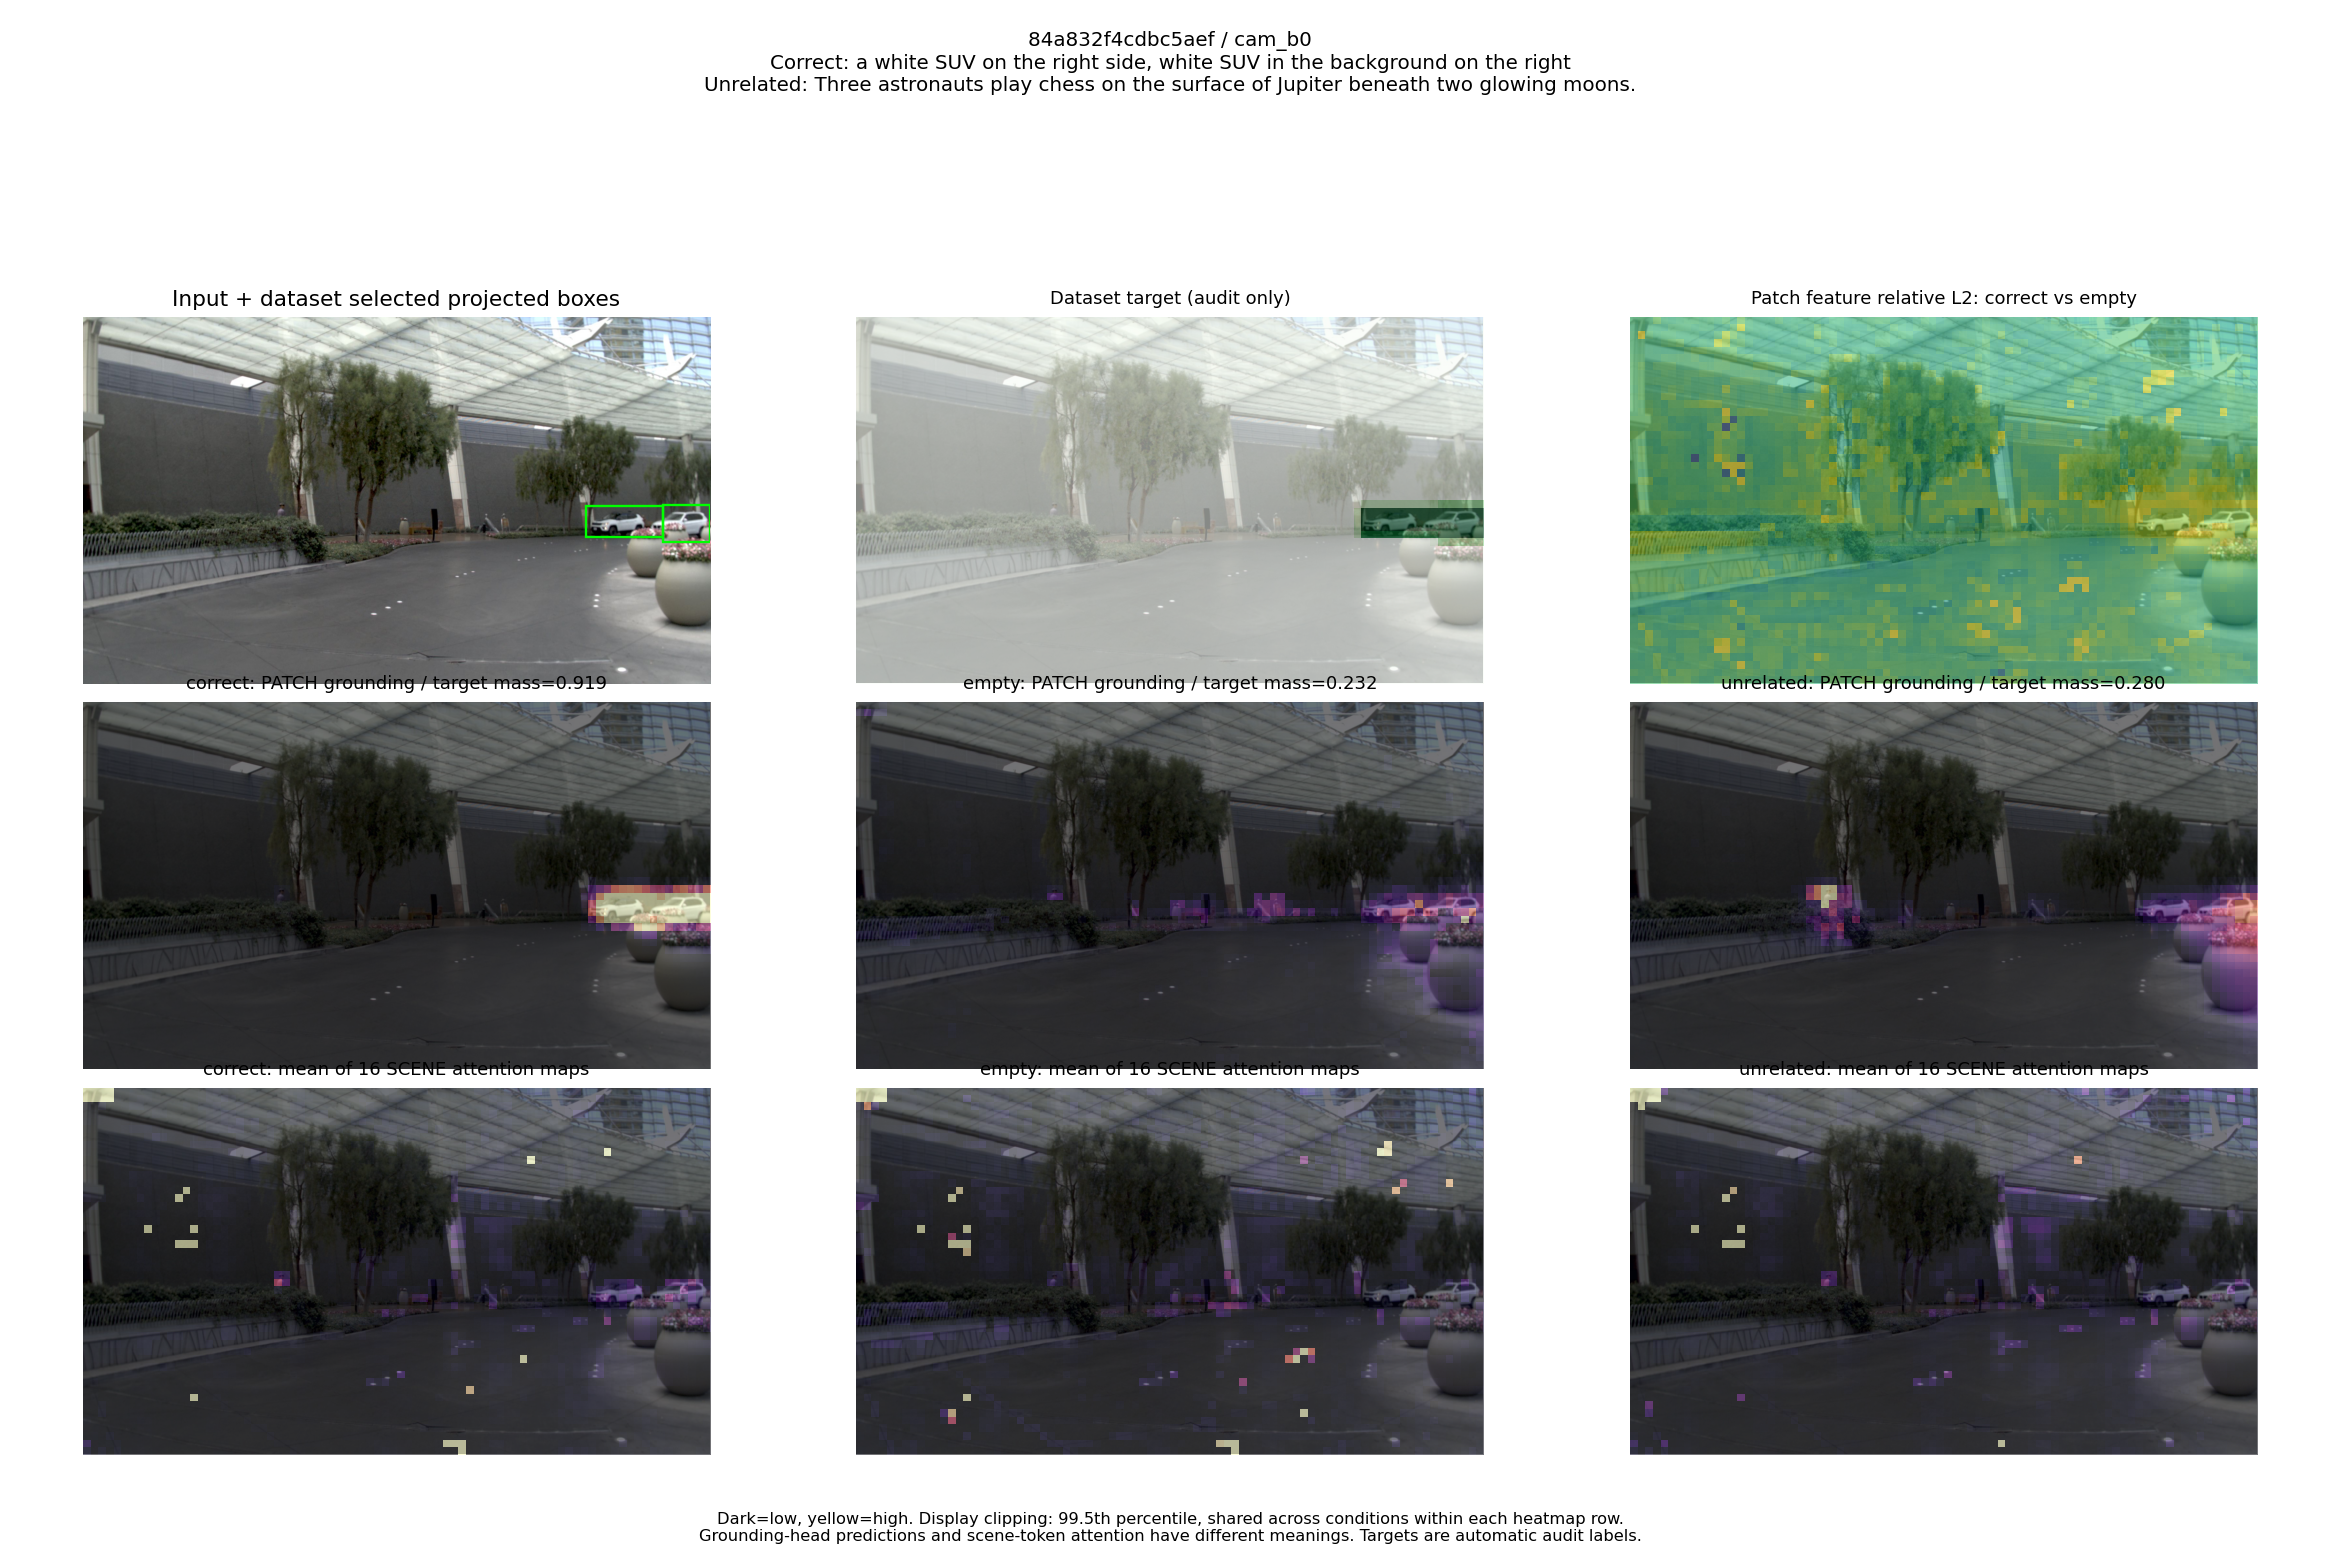 84a832f4cdbc5aef / cam_b0
Correct: a white SUV on the right side, white SUV in the background on the right
Unrelated: Three astronauts play chess on the surface of Jupiter beneath two glowing moons.
Input + dataset selected projected boxes
Dataset target (audit only)
Patch feature relative L2: correct vs empty
correct: PATCH grounding / target mass=0.919
empty: PATCH grounding / target mass=0.232
unrelated: PATCH grounding / target mass=0.280
correct: mean of 16 SCENE attention maps
empty: mean of 16 SCENE attention maps
unrelated: mean of 16 SCENE attention maps
Dark=low, yellow=high. Display clipping: 99.5th percentile, shared across conditions within each heatmap row.
Grounding-head predictions and scene-token attention have different meanings. Targets are automatic audit labels.